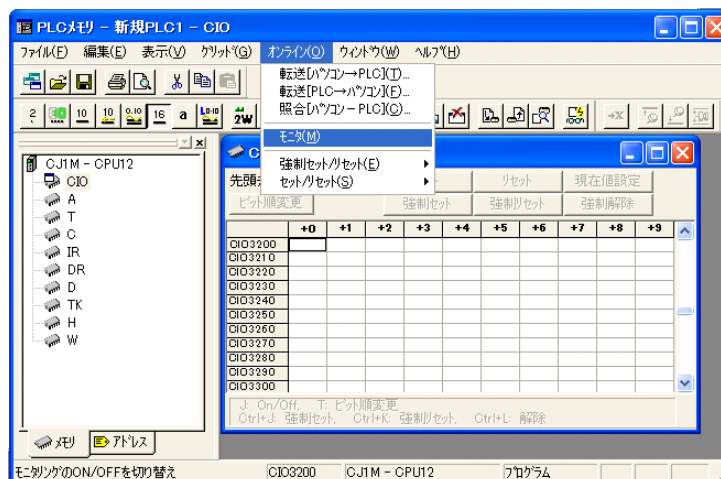 PLCメモリ - 新規PLC1 - CIO
ファイル(F) 編集(E) 表示(V) グリッド(G) オンライン(O) ウィンドウ(W) ヘルプ(H)
転送[パソコン→PLC](T)...
転送[PLC→パソコン](F)...
照合[パソコン－PLC](C)...
モニタ(M)
強制セット/リセット(E)
セット/リセット(S)
2 10 10 0.10 16 a
2W
CJ1M - CPU12
CIO
A
T
C
IR
DR
D
TK
H
W
メモリ アドレス
先頭
リセット 現在値設定
ビット順変更 強制セット 強制リセット 強制解除
+0 +1 +2 +3 +4 +5 +6 +7 +8 +9
CIO3200
CIO3210
CIO3220
CIO3230
CIO3240
CIO3250
CIO3260
CIO3270
CIO3280
CIO3290
CIO3300
J: On/Off, T: ビット順変更
Ctrl+J: 強制セット, Ctrl+K: 強制リセット, Ctrl+L: 解除
モニタリングのON/OFFを切り替え CIO3200 CJ1M - CPU12 プログラム